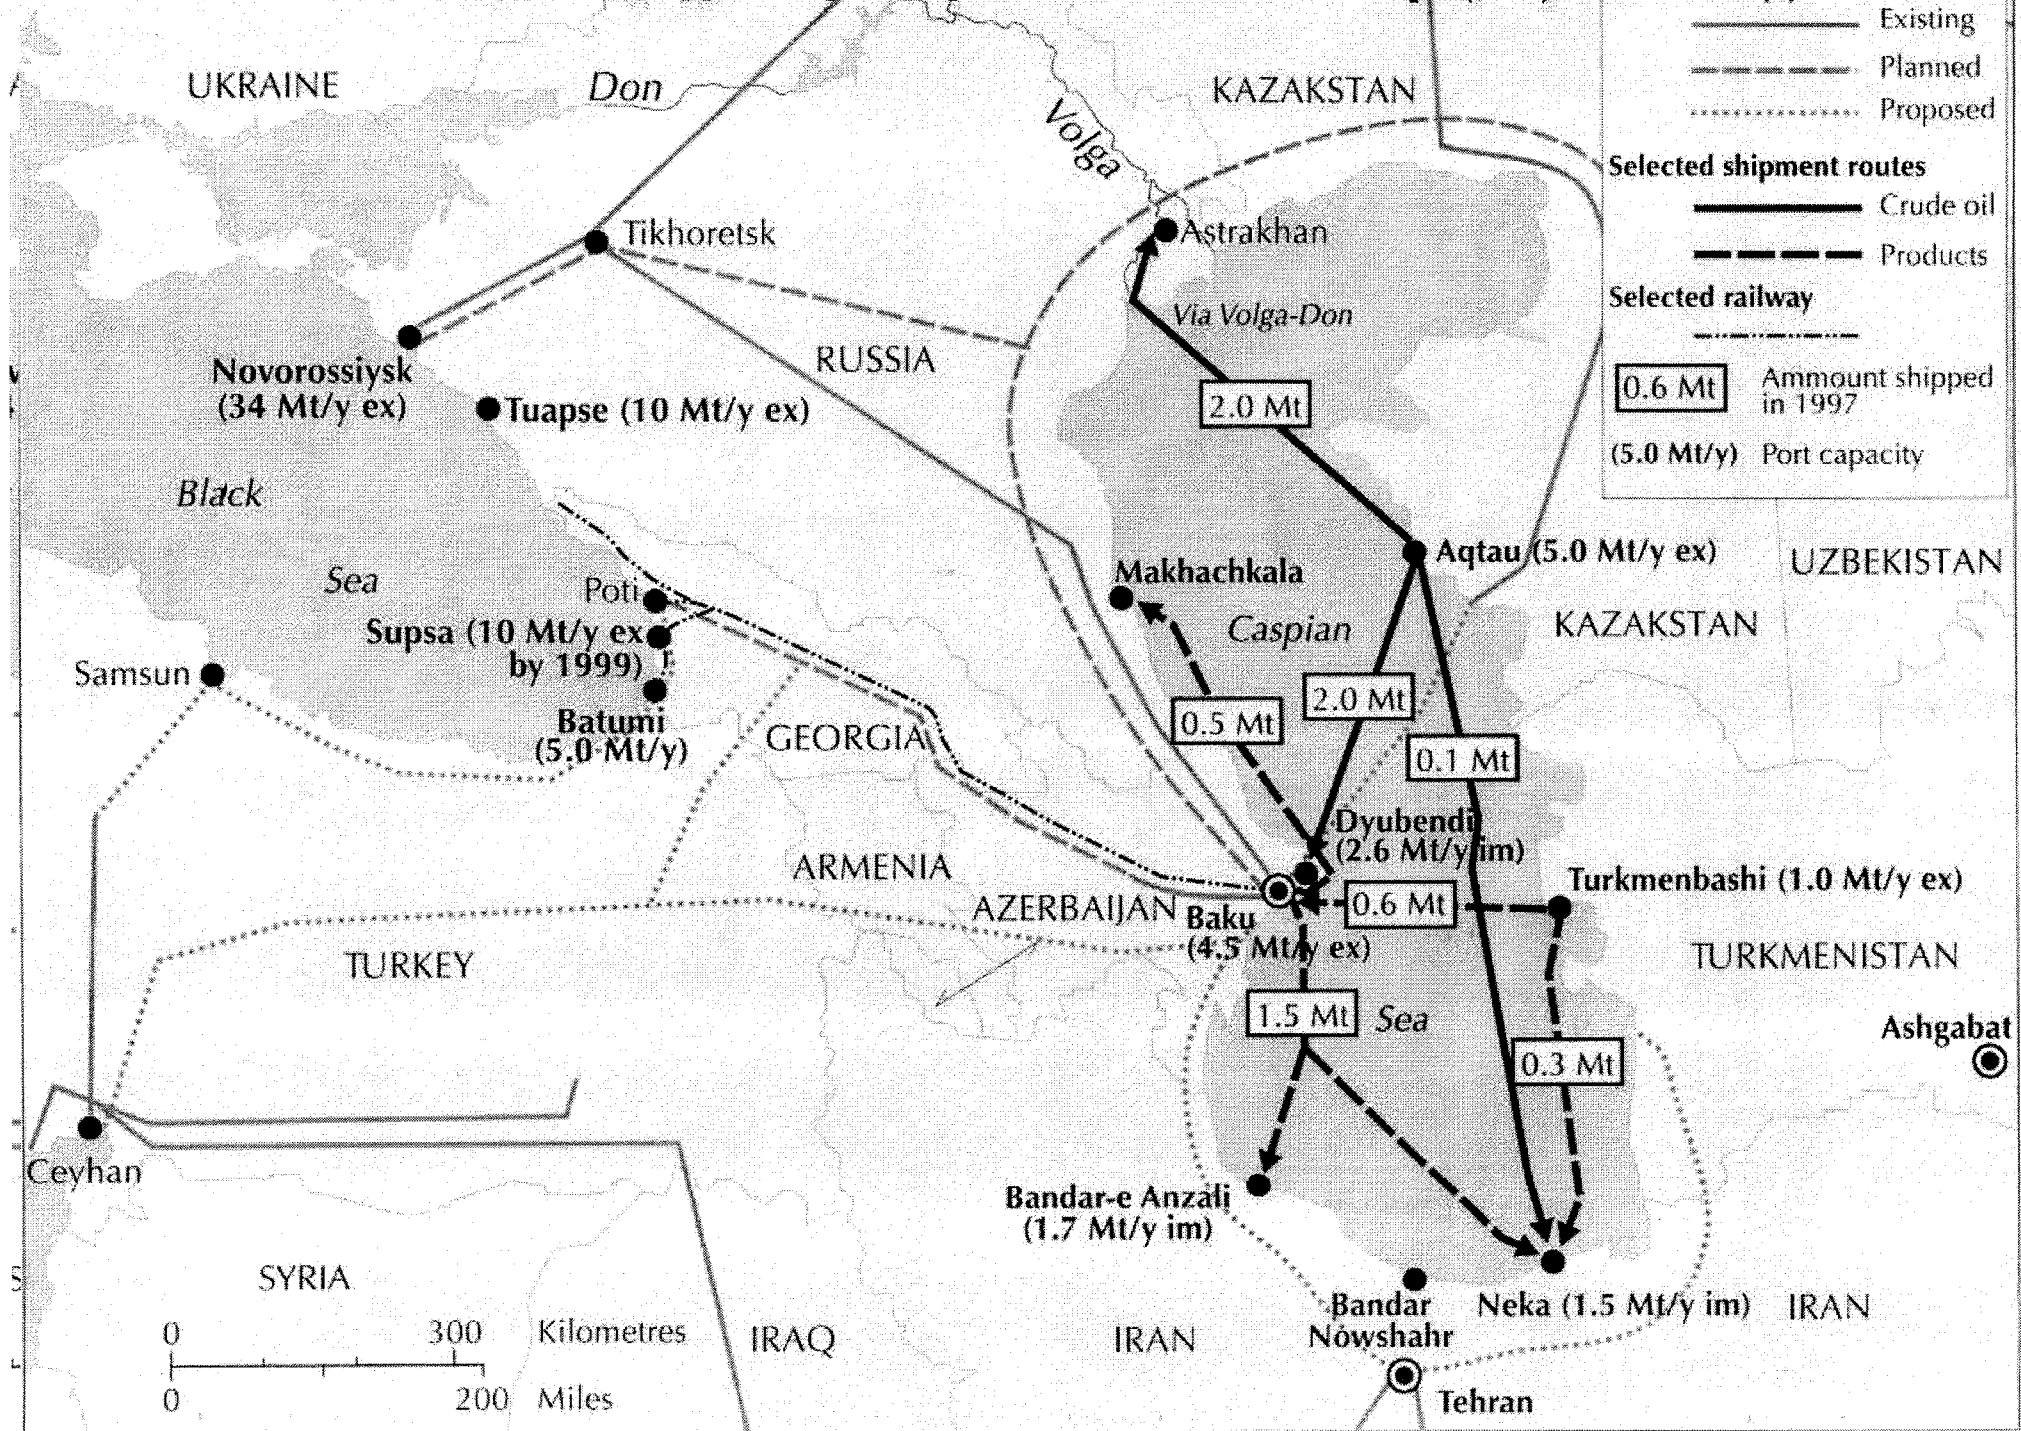 Existing
Planned
Proposed
Selected shipment routes
Crude oil
Products
Selected railway
0.6 Mt
Ammount shipped
in 1997
(5.0 Mt/y)
Port capacity
UKRAINE
Don
Volga
KAZAKSTAN
Tikhoretsk
Astrakhan
Via Volga-Don
RUSSIA
Novorossiysk
(34 Mt/y ex)
Tuapse (10 Mt/y ex)
2.0 Mt
Black
Sea
Aqtau (5.0 Mt/y ex)
UZBEKISTAN
Makhachkala
Poti
Caspian
KAZAKSTAN
Supsa (10 Mt/y ex
by 1999)
Samsun
Batumi
(5.0 Mt/y)
GEORGIA
0.5 Mt
2.0 Mt
0.1 Mt
Dyubendi
(2.6 Mt/y im)
ARMENIA
AZERBAIJAN
Baku
(4.5 Mt/y ex)
0.6 Mt
Turkmenbashi (1.0 Mt/y ex)
TURKEY
TURKMENISTAN
1.5 Mt
Sea
Ashgabat
0.3 Mt
Ceyhan
Bandar-e Anzali
(1.7 Mt/y im)
SYRIA
Bandar
Nowshahr
Neka (1.5 Mt/y im)
IRAN
IRAQ
IRAN
Tehran
0
300
Kilometres
0
200
Miles